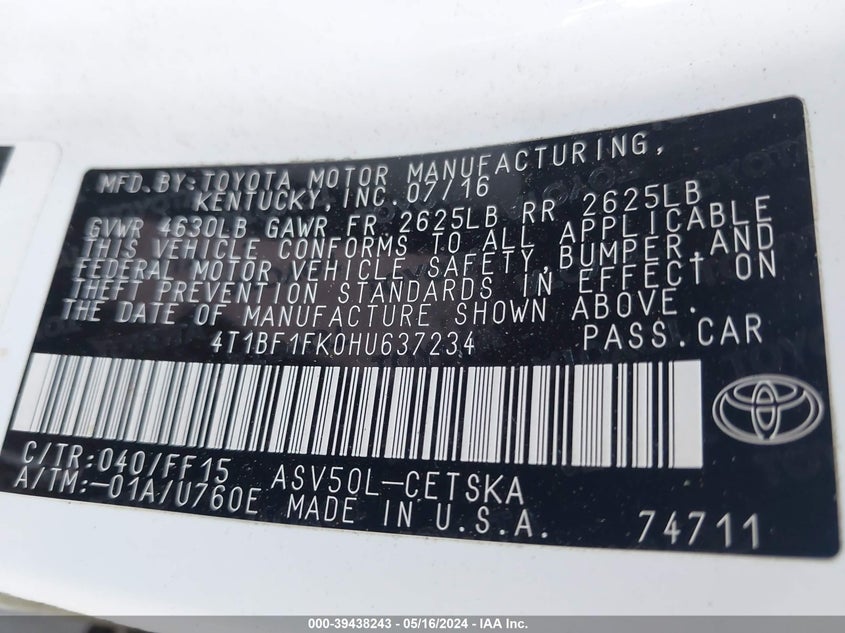 MFD. BY: TOYOTA MOTOR MANUFACTURING,
KENTUCKY, INC. 07/16
GVWR 4630LB GAWR FR 2625LB RR 2625LB
THIS VEHICLE CONFORMS TO ALL APPLICABLE
FEDERAL MOTOR VEHICLE SAFETY, BUMPER, AND
THEFT PREVENTION STANDARDS IN EFFECT ON
THE DATE OF MANUFACTURE SHOWN ABOVE.
4T1BF1FK0HU637234 PASS.CAR
C/TR: 040/FF15 ASV50L-CETSKA
A/TM: -01A/U760E MADE IN U.S.A. 74711
000-39438243 - 05/16/2024 - IAA Inc.